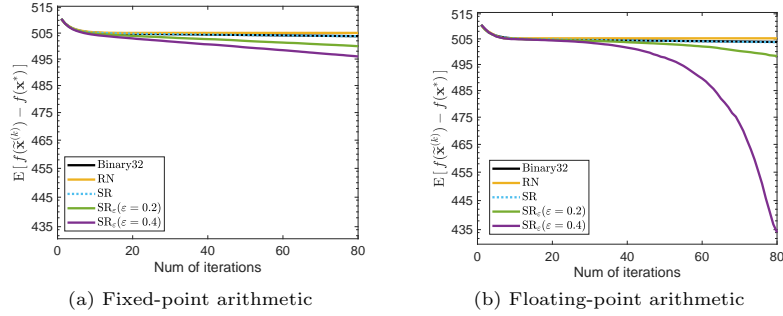 515
505
495
485
475
465
455
445
435
E [ f(x̃^(k)) − f(x*) ]
Binary32
RN
SR
SR_ε(ε = 0.2)
SR_ε(ε = 0.4)
0 20 40 60 80
Num of iterations
(a) Fixed-point arithmetic
515
505
495
485
475
465
455
445
435
E [ f(x̃^(k)) − f(x*) ]
Binary32
RN
SR
SR_ε(ε = 0.2)
SR_ε(ε = 0.4)
0 20 40 60 80
Num of iterations
(b) Floating-point arithmetic